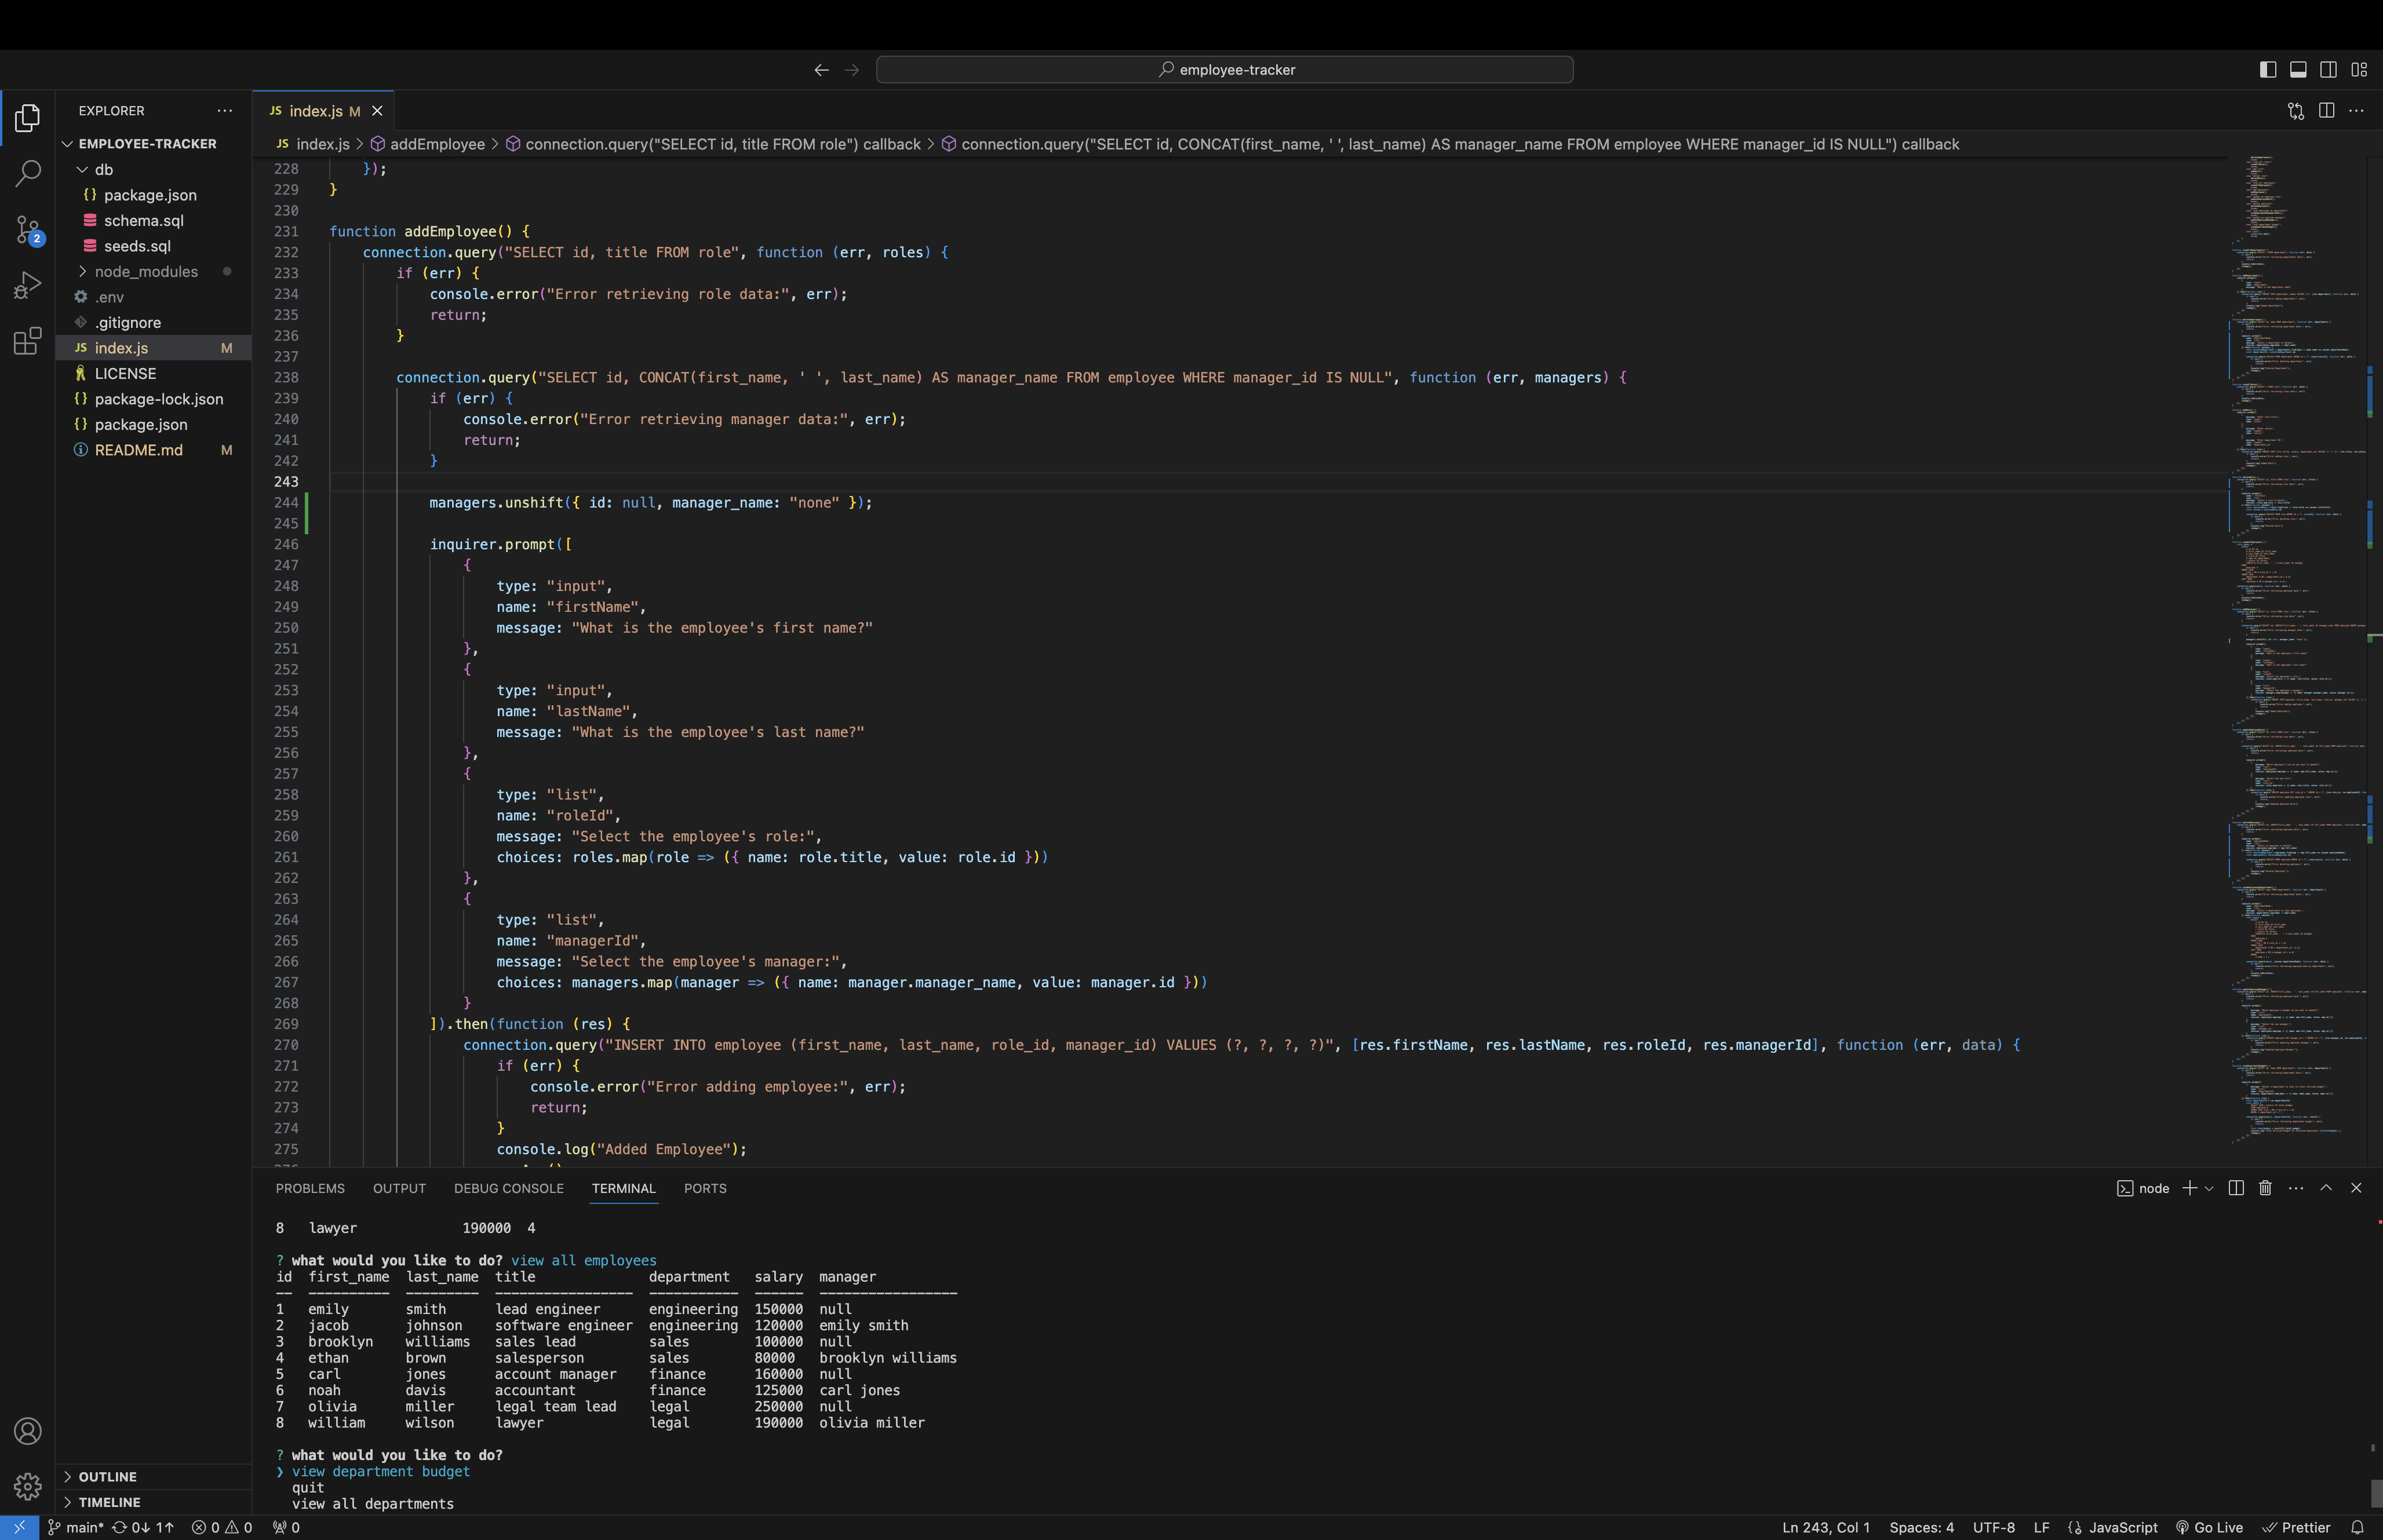 employee-tracker
EXPLORER
EMPLOYEE-TRACKER
db
package.json
schema.sql
seeds.sql
node_modules
.env
.gitignore
JS index.js M
LICENSE
package-lock.json
package.json
README.md M
OUTLINE
TIMELINE
2
JS index.js M
JS index.js > addEmployee > connection.query("SELECT id, title FROM role") callback > connection.query("SELECT id, CONCAT(first_name, ' ', last_name) AS manager_name FROM employee WHERE manager_id IS NULL") callback
228 });
229 }
230
231 function addEmployee() {
232 connection.query("SELECT id, title FROM role", function (err, roles) {
233 if (err) {
234 console.error("Error retrieving role data:", err);
235 return;
236 }
237
238 connection.query("SELECT id, CONCAT(first_name, ' ', last_name) AS manager_name FROM employee WHERE manager_id IS NULL", function (err, managers) {
239 if (err) {
240 console.error("Error retrieving manager data:", err);
241 return;
242 }
243
244 managers.unshift({ id: null, manager_name: "none" });
245
246 inquirer.prompt([
247 {
248 type: "input",
249 name: "firstName",
250 message: "What is the employee's first name?"
251 },
252 {
253 type: "input",
254 name: "lastName",
255 message: "What is the employee's last name?"
256 },
257 {
258 type: "list",
259 name: "roleId",
260 message: "Select the employee's role:",
261 choices: roles.map(role => ({ name: role.title, value: role.id }))
262 },
263 {
264 type: "list",
265 name: "managerId",
266 message: "Select the employee's manager:",
267 choices: managers.map(manager => ({ name: manager.manager_name, value: manager.id }))
268 }
269 ]).then(function (res) {
270 connection.query("INSERT INTO employee (first_name, last_name, role_id, manager_id) VALUES (?, ?, ?, ?)", [res.firstName, res.lastName, res.roleId, res.managerId], function (err, data) {
271 if (err) {
272 console.error("Error adding employee:", err);
273 return;
274 }
275 console.log("Added Employee");
PROBLEMS OUTPUT DEBUG CONSOLE TERMINAL PORTS
node
8 lawyer 190000 4
? what would you like to do? view all employees
id first_name last_name title department salary manager
-- ---------- --------- ----------------- ----------- ------ -----------------
1 emily smith lead engineer engineering 150000 null
2 jacob johnson software engineer engineering 120000 emily smith
3 brooklyn williams sales lead sales 100000 null
4 ethan brown salesperson sales 80000 brooklyn williams
5 carl jones account manager finance 160000 null
6 noah davis accountant finance 125000 carl jones
7 olivia miller legal team lead legal 250000 null
8 william wilson lawyer legal 190000 olivia miller
? what would you like to do?
❯ view department budget
quit
view all departments
main* 0↓ 1↑ 0 0 0
Ln 243, Col 1 Spaces: 4 UTF-8 LF JavaScript Go Live Prettier